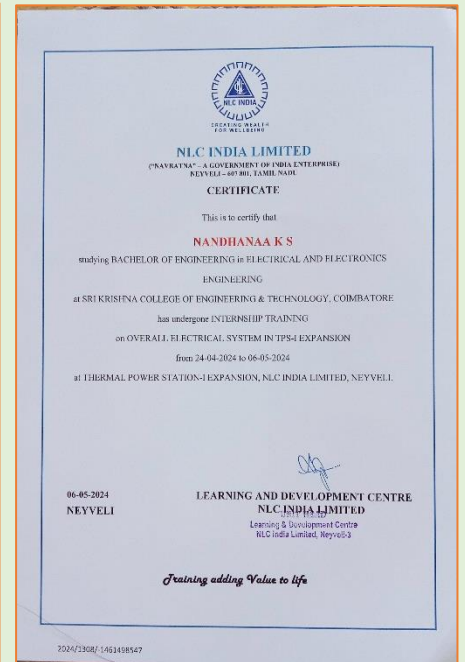 NLC INDIA
CREATING WEALTH
FOR WELLBEING
NLC INDIA LIMITED
("NAVRATNA" – A GOVERNMENT OF INDIA ENTERPRISE)
NEYVELI – 607 801, TAMIL NADU
CERTIFICATE
This is to certify that
NANDHANAA K S
studying BACHELOR OF ENGINEERING in ELECTRICAL AND ELECTRONICS
ENGINEERING
at SRI KRISHNA COLLEGE OF ENGINEERING & TECHNOLOGY, COIMBATORE
has undergone INTERNSHIP TRAINING
on OVERALL ELECTRICAL SYSTEM IN TPS-I EXPANSION
from 24-04-2024 to 06-05-2024
at THERMAL POWER STATION-I EXPANSION, NLC INDIA LIMITED, NEYVELI.
06-05-2024
NEYVELI
LEARNING AND DEVELOPMENT CENTRE
NLC INDIA LIMITED
Learning & Development Centre
NLC India Limited, Neyveli-3
Training adding Value to life
2024/1308/-1461498547